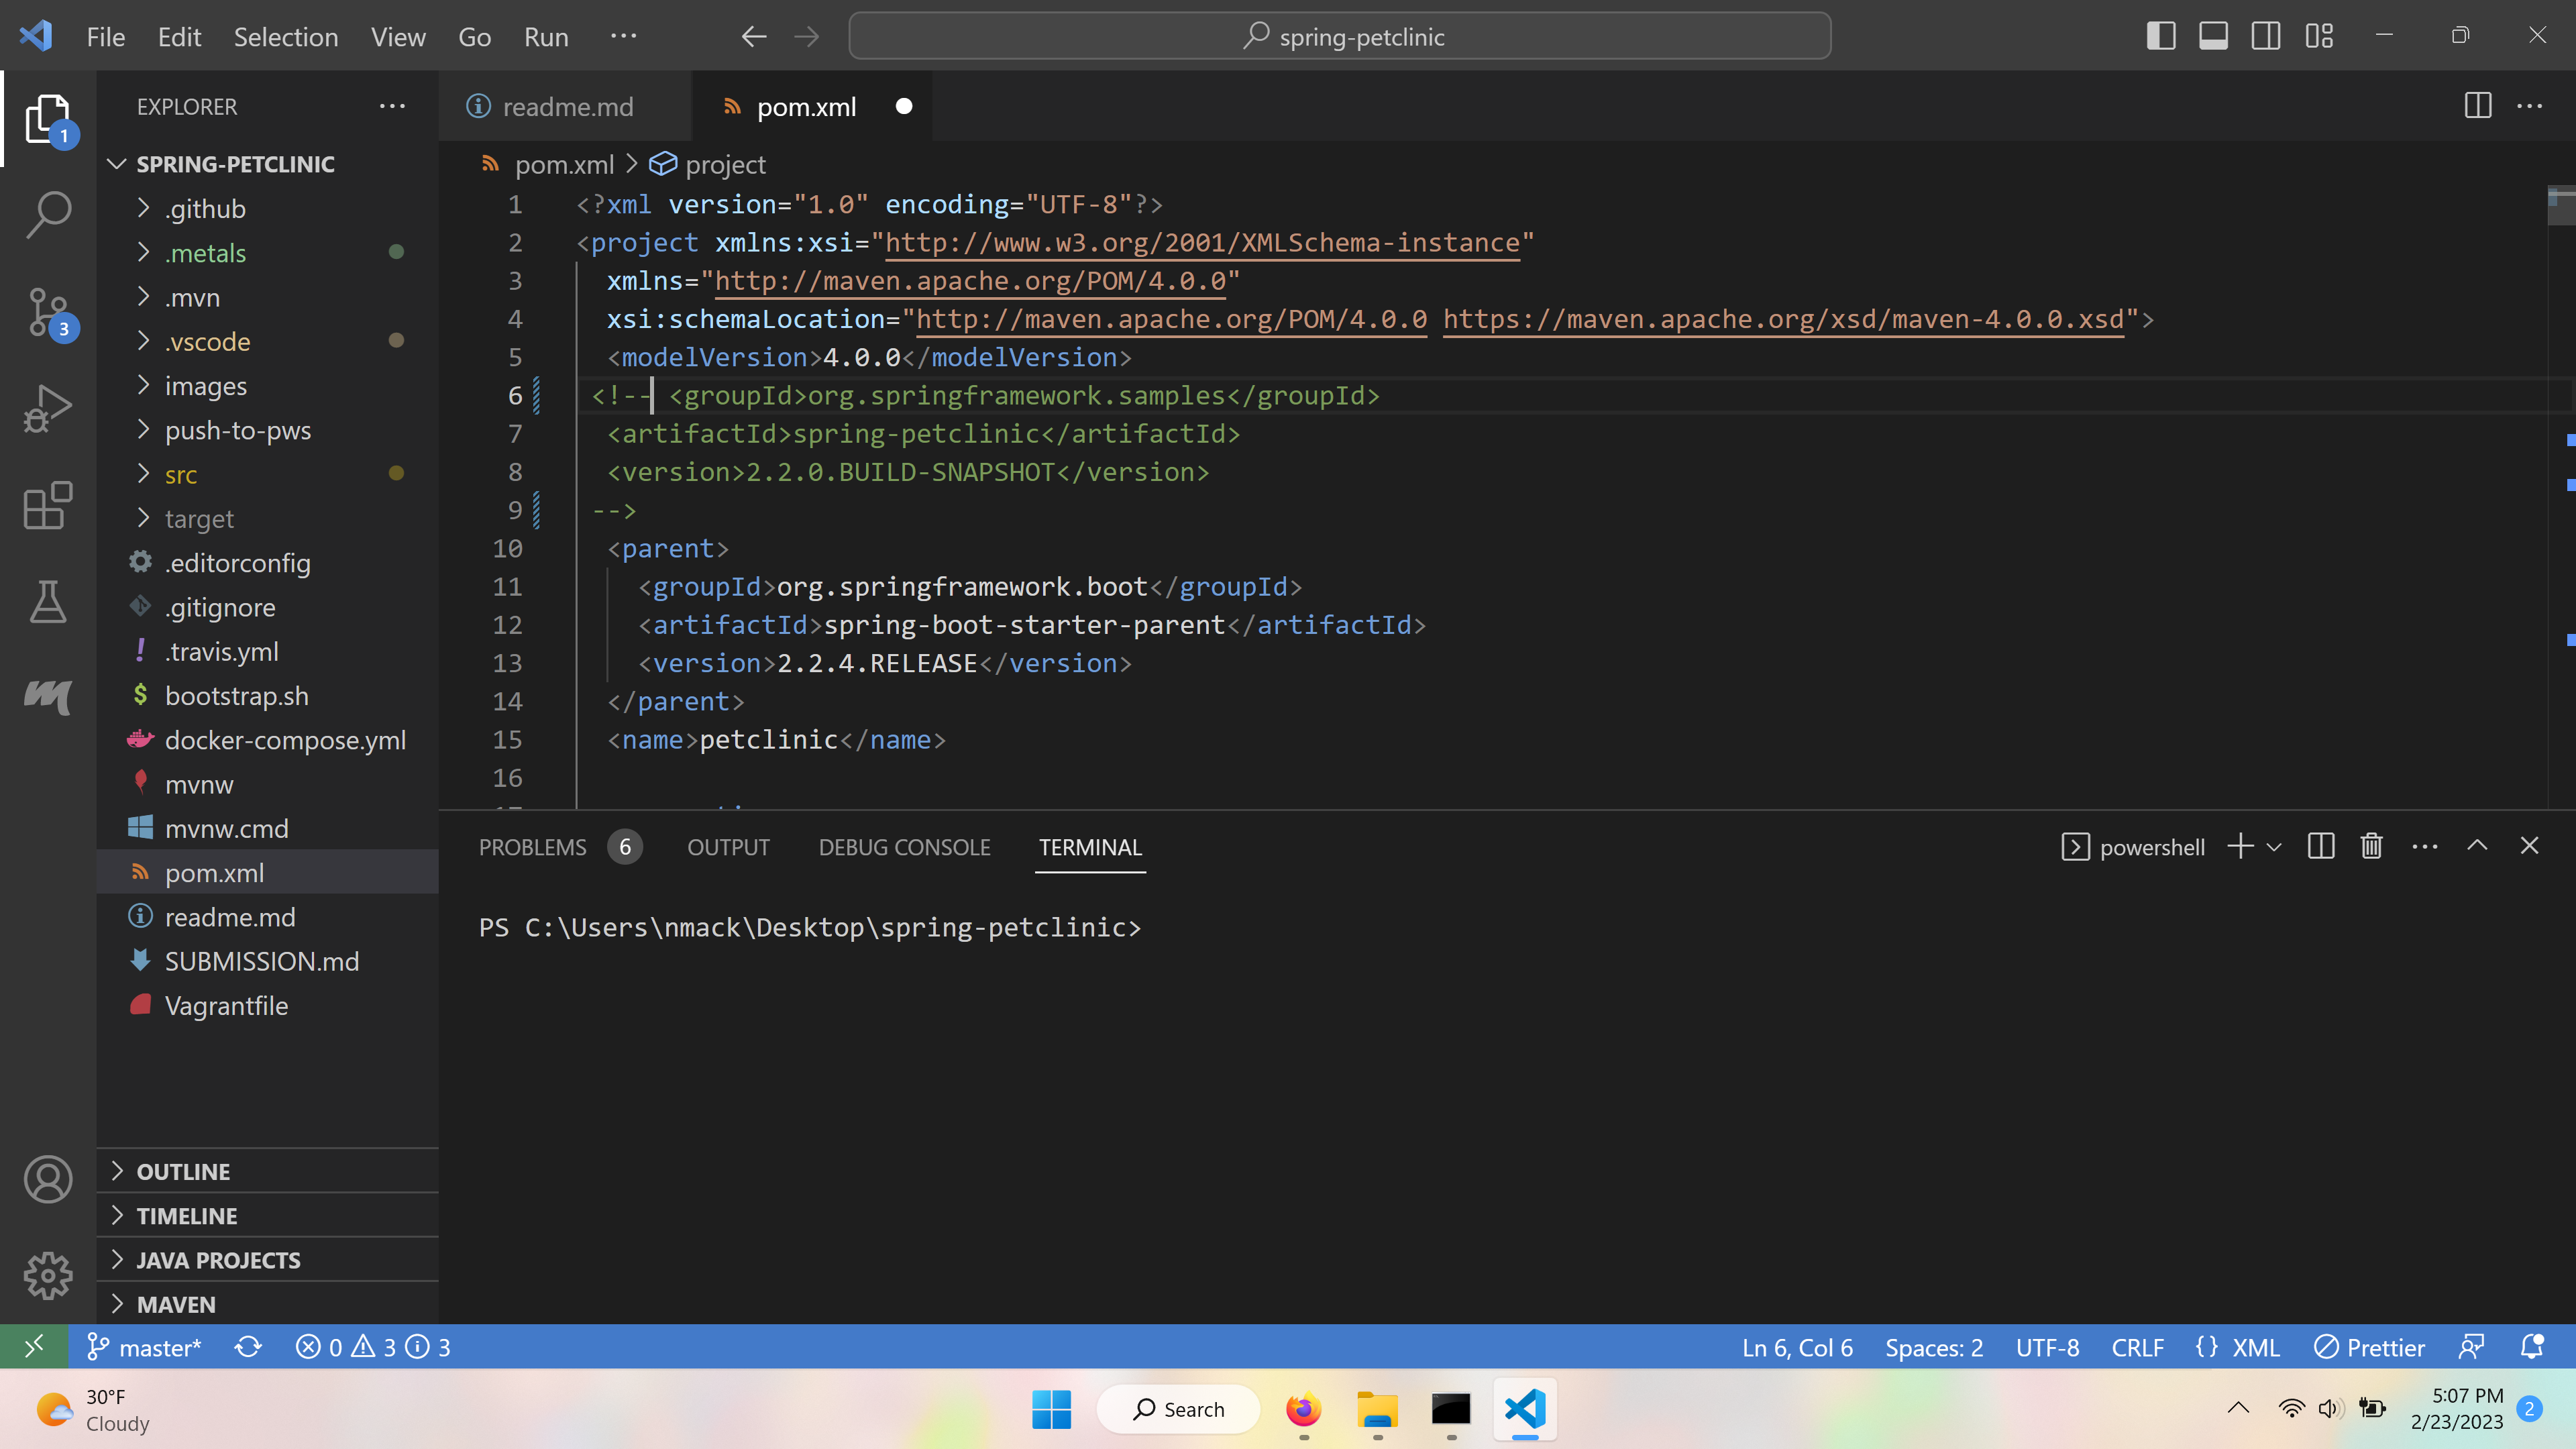 File Edit Selection View Go Run ···
spring-petclinic
EXPLORER
readme.md
pom.xml
SPRING-PETCLINIC
.github
.metals
.mvn
.vscode
images
push-to-pws
src
target
.editorconfig
.gitignore
.travis.yml
bootstrap.sh
docker-compose.yml
mvnw
mvnw.cmd
pom.xml
readme.md
SUBMISSION.md
Vagrantfile
OUTLINE
TIMELINE
JAVA PROJECTS
MAVEN
1
3
pom.xml > project
1 <?xml version="1.0" encoding="UTF-8"?>
2 <project xmlns:xsi="http://www.w3.org/2001/XMLSchema-instance"
3 xmlns="http://maven.apache.org/POM/4.0.0"
4 xsi:schemaLocation="http://maven.apache.org/POM/4.0.0 https://maven.apache.org/xsd/maven-4.0.0.xsd">
5 <modelVersion>4.0.0</modelVersion>
6 <!-- <groupId>org.springframework.samples</groupId>
7 <artifactId>spring-petclinic</artifactId>
8 <version>2.2.0.BUILD-SNAPSHOT</version>
9 -->
10 <parent>
11 <groupId>org.springframework.boot</groupId>
12 <artifactId>spring-boot-starter-parent</artifactId>
13 <version>2.2.4.RELEASE</version>
14 </parent>
15 <name>petclinic</name>
16
PROBLEMS 6 OUTPUT DEBUG CONSOLE TERMINAL
powershell
PS C:\Users\nmack\Desktop\spring-petclinic>
master* 0 3 3
Ln 6, Col 6 Spaces: 2 UTF-8 CRLF {} XML Prettier
30°F
Cloudy
Search
5:07 PM
2/23/2023
2